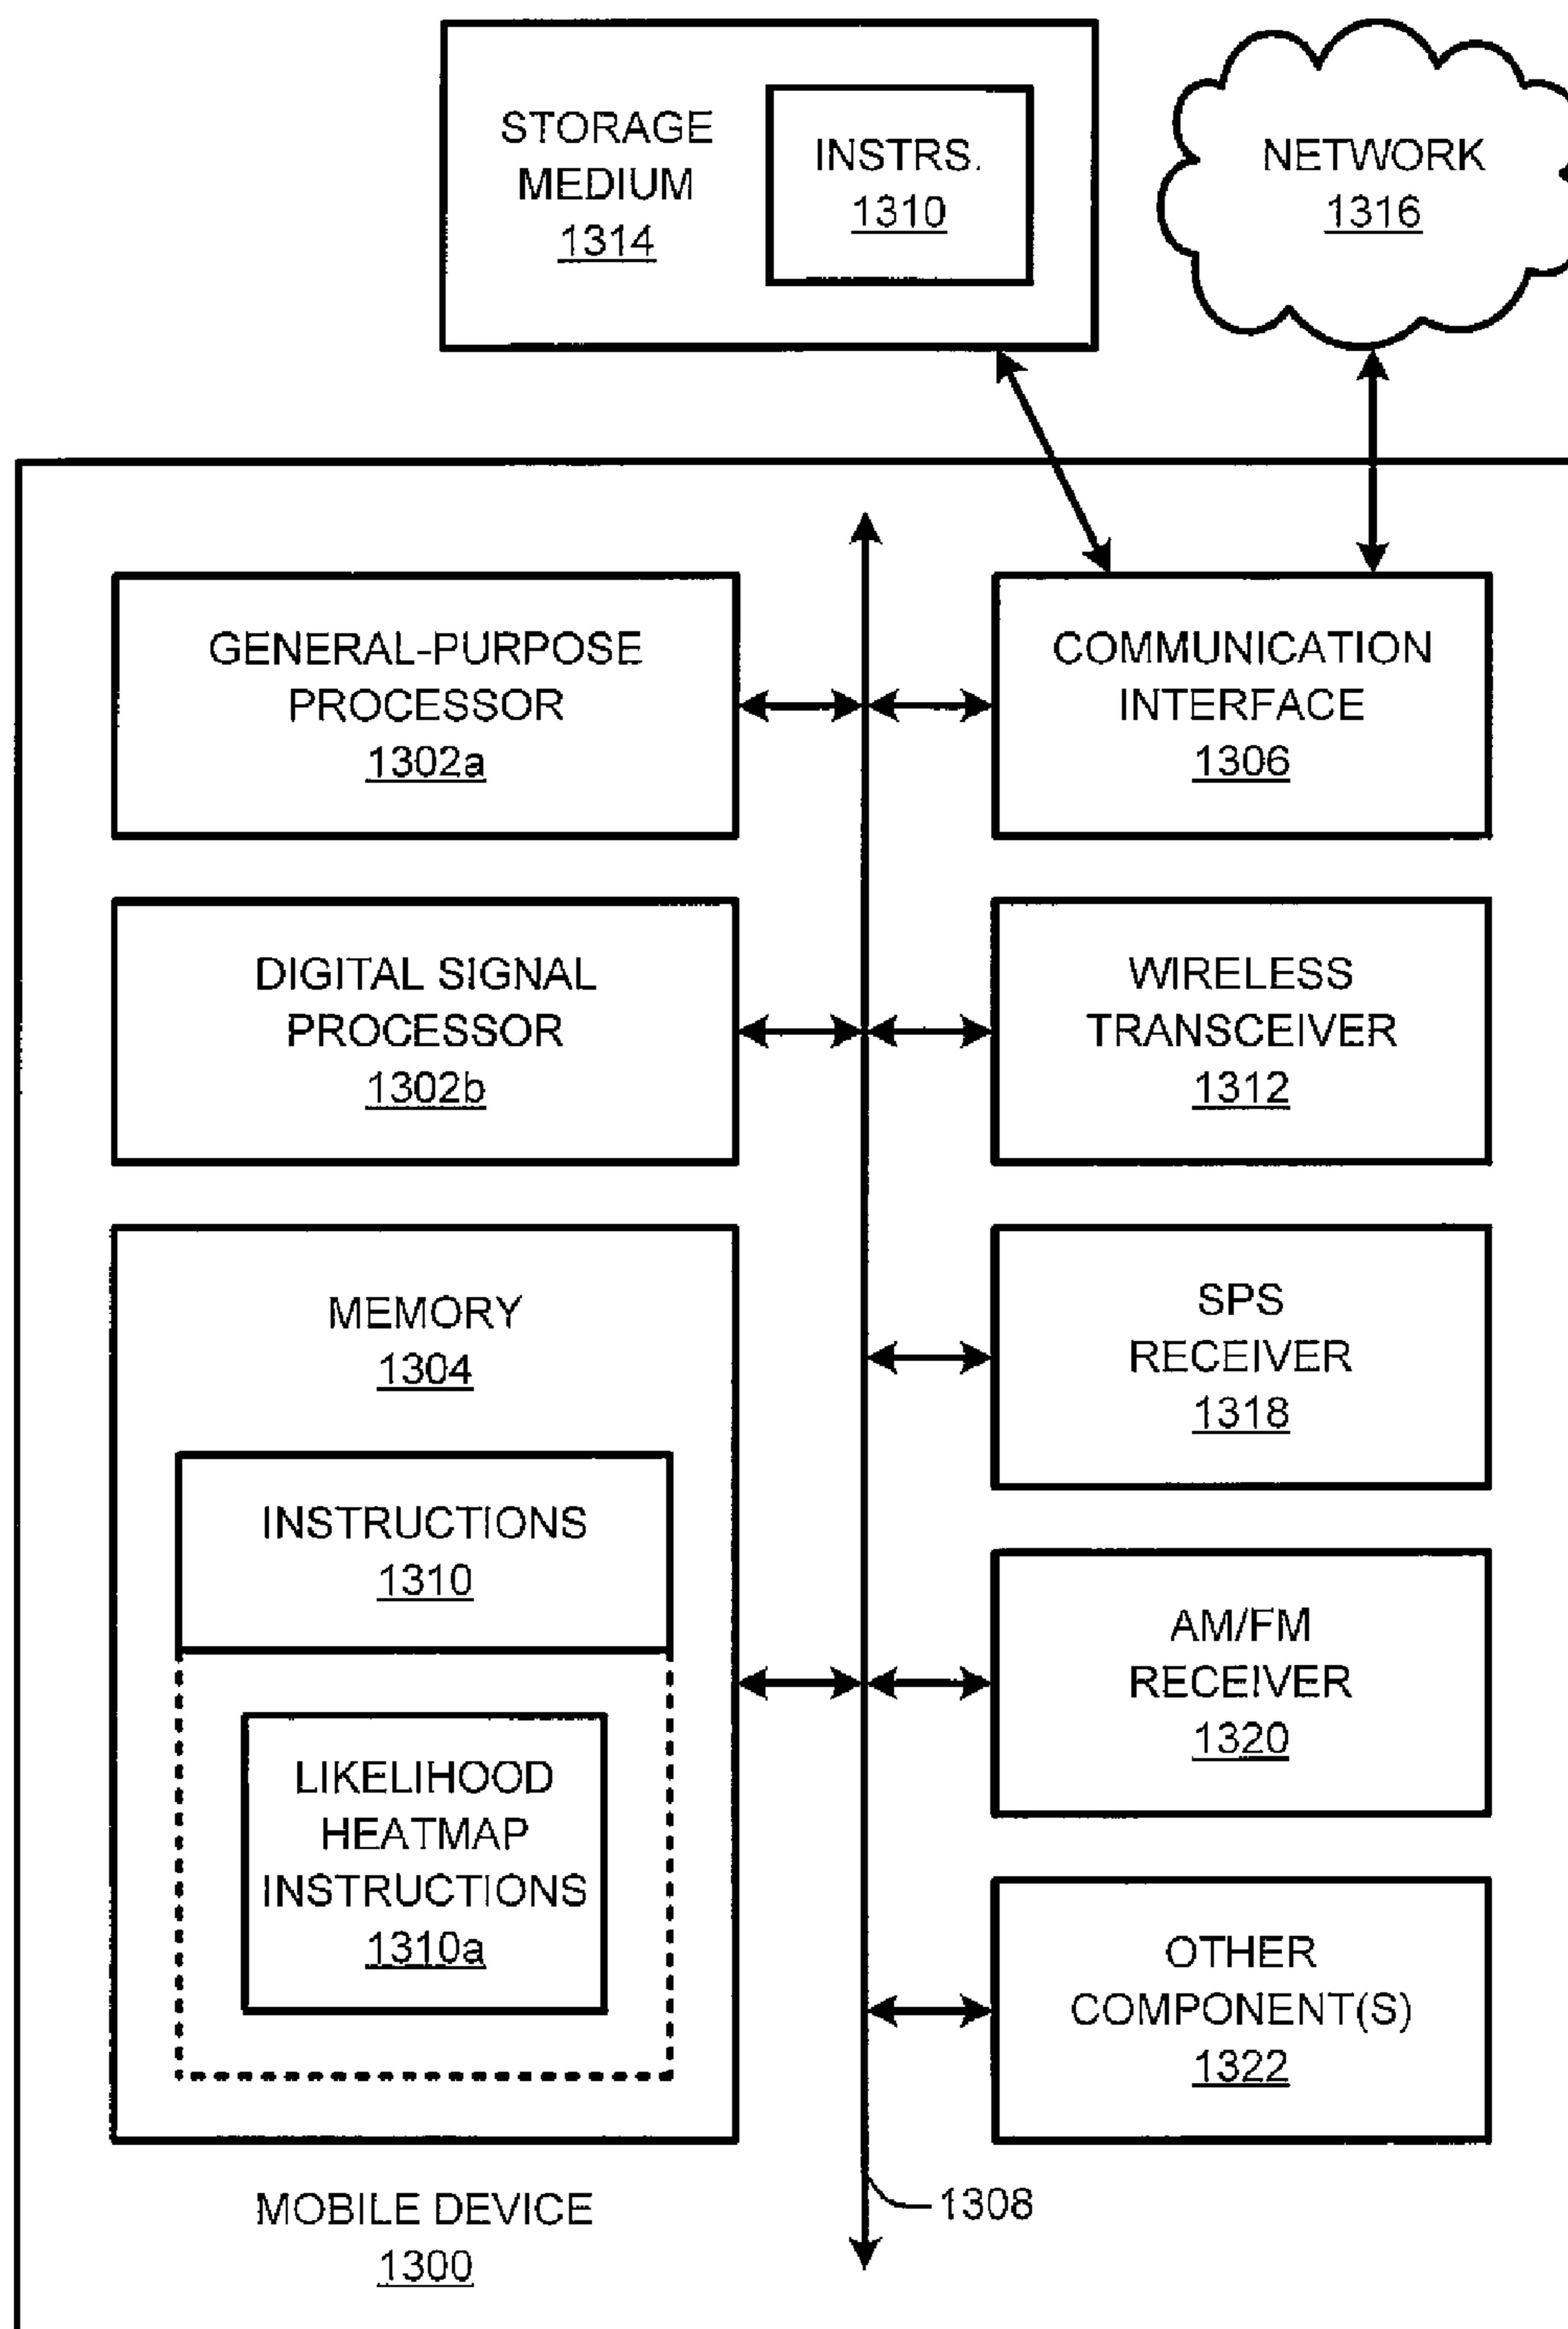 STORAGE
MEDIUM
1314
INSTRS.
1310
NETWORK
1316
GENERAL-PURPOSE
PROCESSOR
1302a
COMMUNICATION
INTERFACE
1306
DIGITAL SIGNAL
PROCESSOR
1302b
WIRELESS
TRANSCEIVER
1312
MEMORY
1304
SPS
RECEIVER
1318
INSTRUCTIONS
1310
AM/FM
RECEIVER
1320
LIKELIHOOD
HEATMAP
INSTRUCTIONS
1310a
OTHER
COMPONENT(S)
1322
1308
MOBILE DEVICE
1300